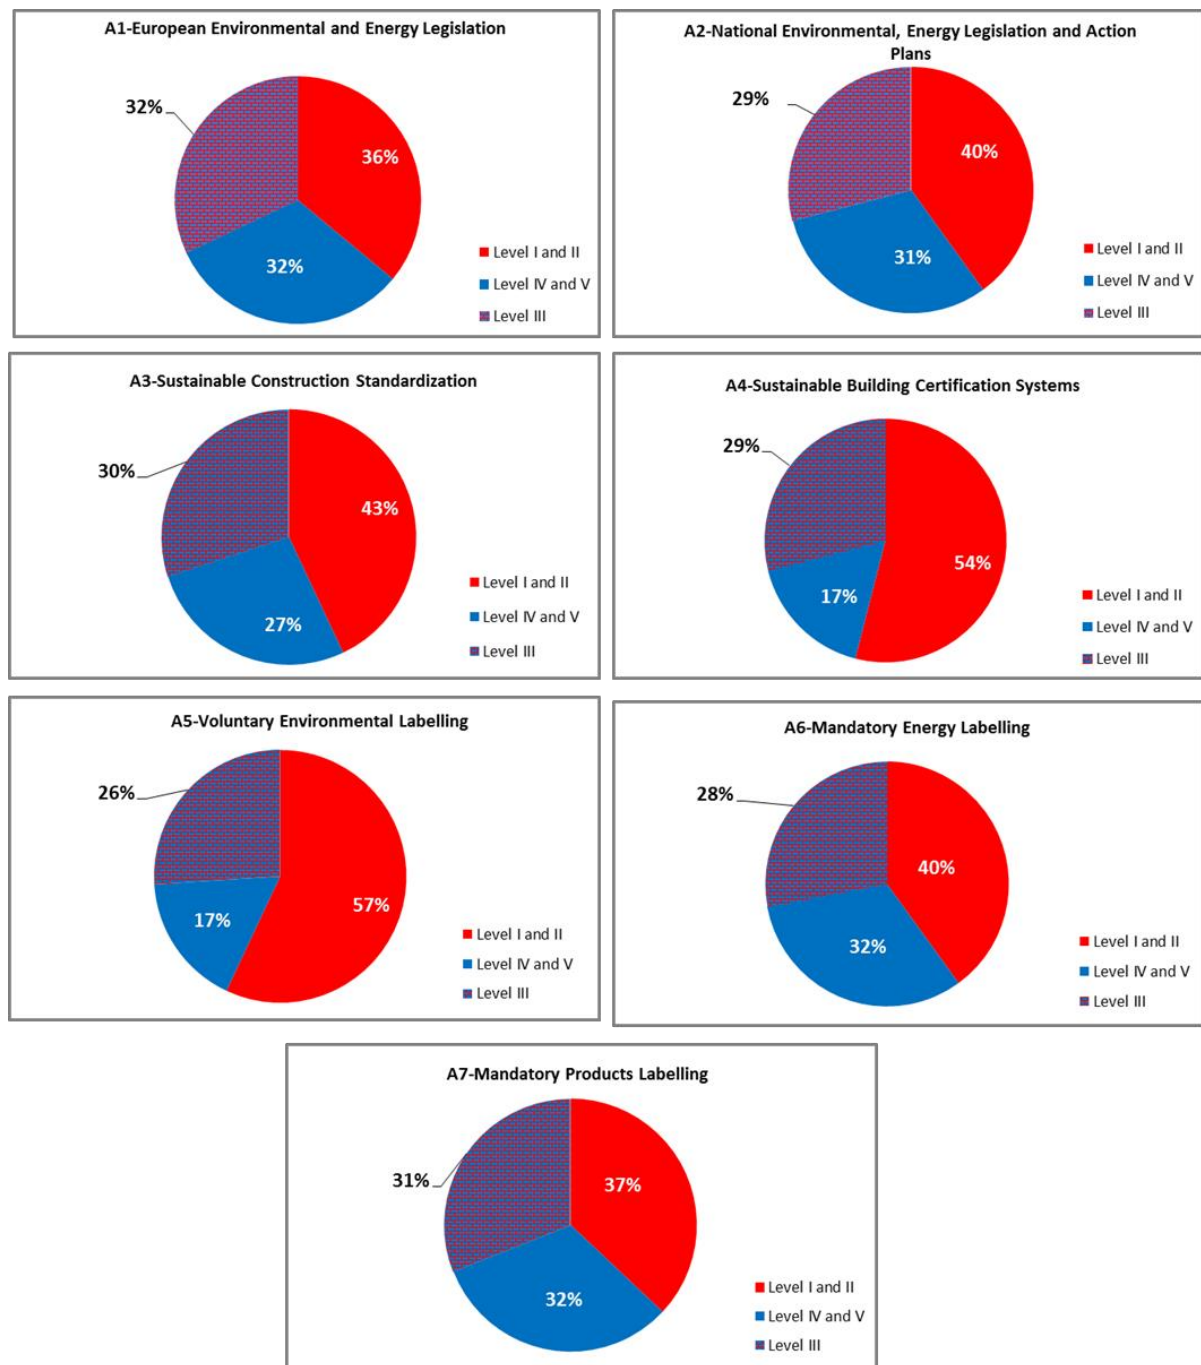 A1-European Environmental and Energy Legislation
32%
36%
32%
Level I and II
Level IV and V
Level III
A2-National Environmental, Energy Legislation and Action
Plans
29%
40%
31%
Level I and II
Level IV and V
Level III
A3-Sustainable Construction Standardization
30%
43%
27%
Level I and II
Level IV and V
Level III
A4-Sustainable Building Certification Systems
29%
54%
17%
Level I and II
Level IV and V
Level III
A5-Voluntary Environmental Labelling
26%
57%
17%
Level I and II
Level IV and V
Level III
A6-Mandatory Energy Labelling
28%
40%
32%
Level I and II
Level IV and V
Level III
A7-Mandatory Products Labelling
31%
37%
32%
Level I and II
Level IV and V
Level III